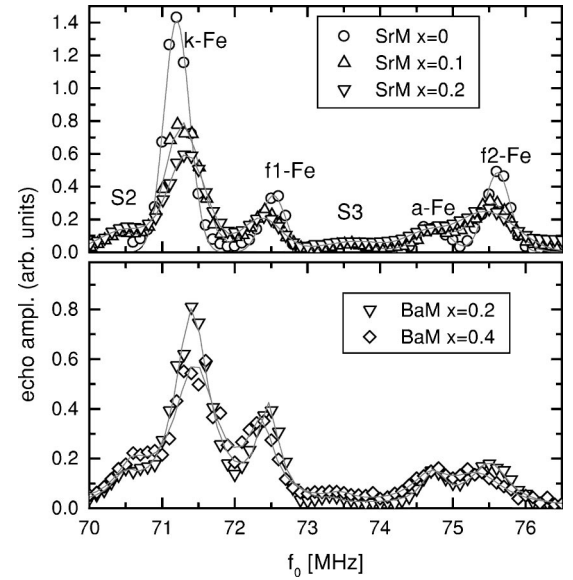 1.4
1.2
1.0
0.8
0.6
0.4
0.2
0.0
k-Fe
SrM x=0
SrM x=0.1
SrM x=0.2
f1-Fe
f2-Fe
S2
S3
a-Fe
echo ampl. (arb. units)
0.8
0.6
0.4
0.2
0.0
BaM x=0.2
BaM x=0.4
70 71 72 73 74 75 76
f₀ [MHz]